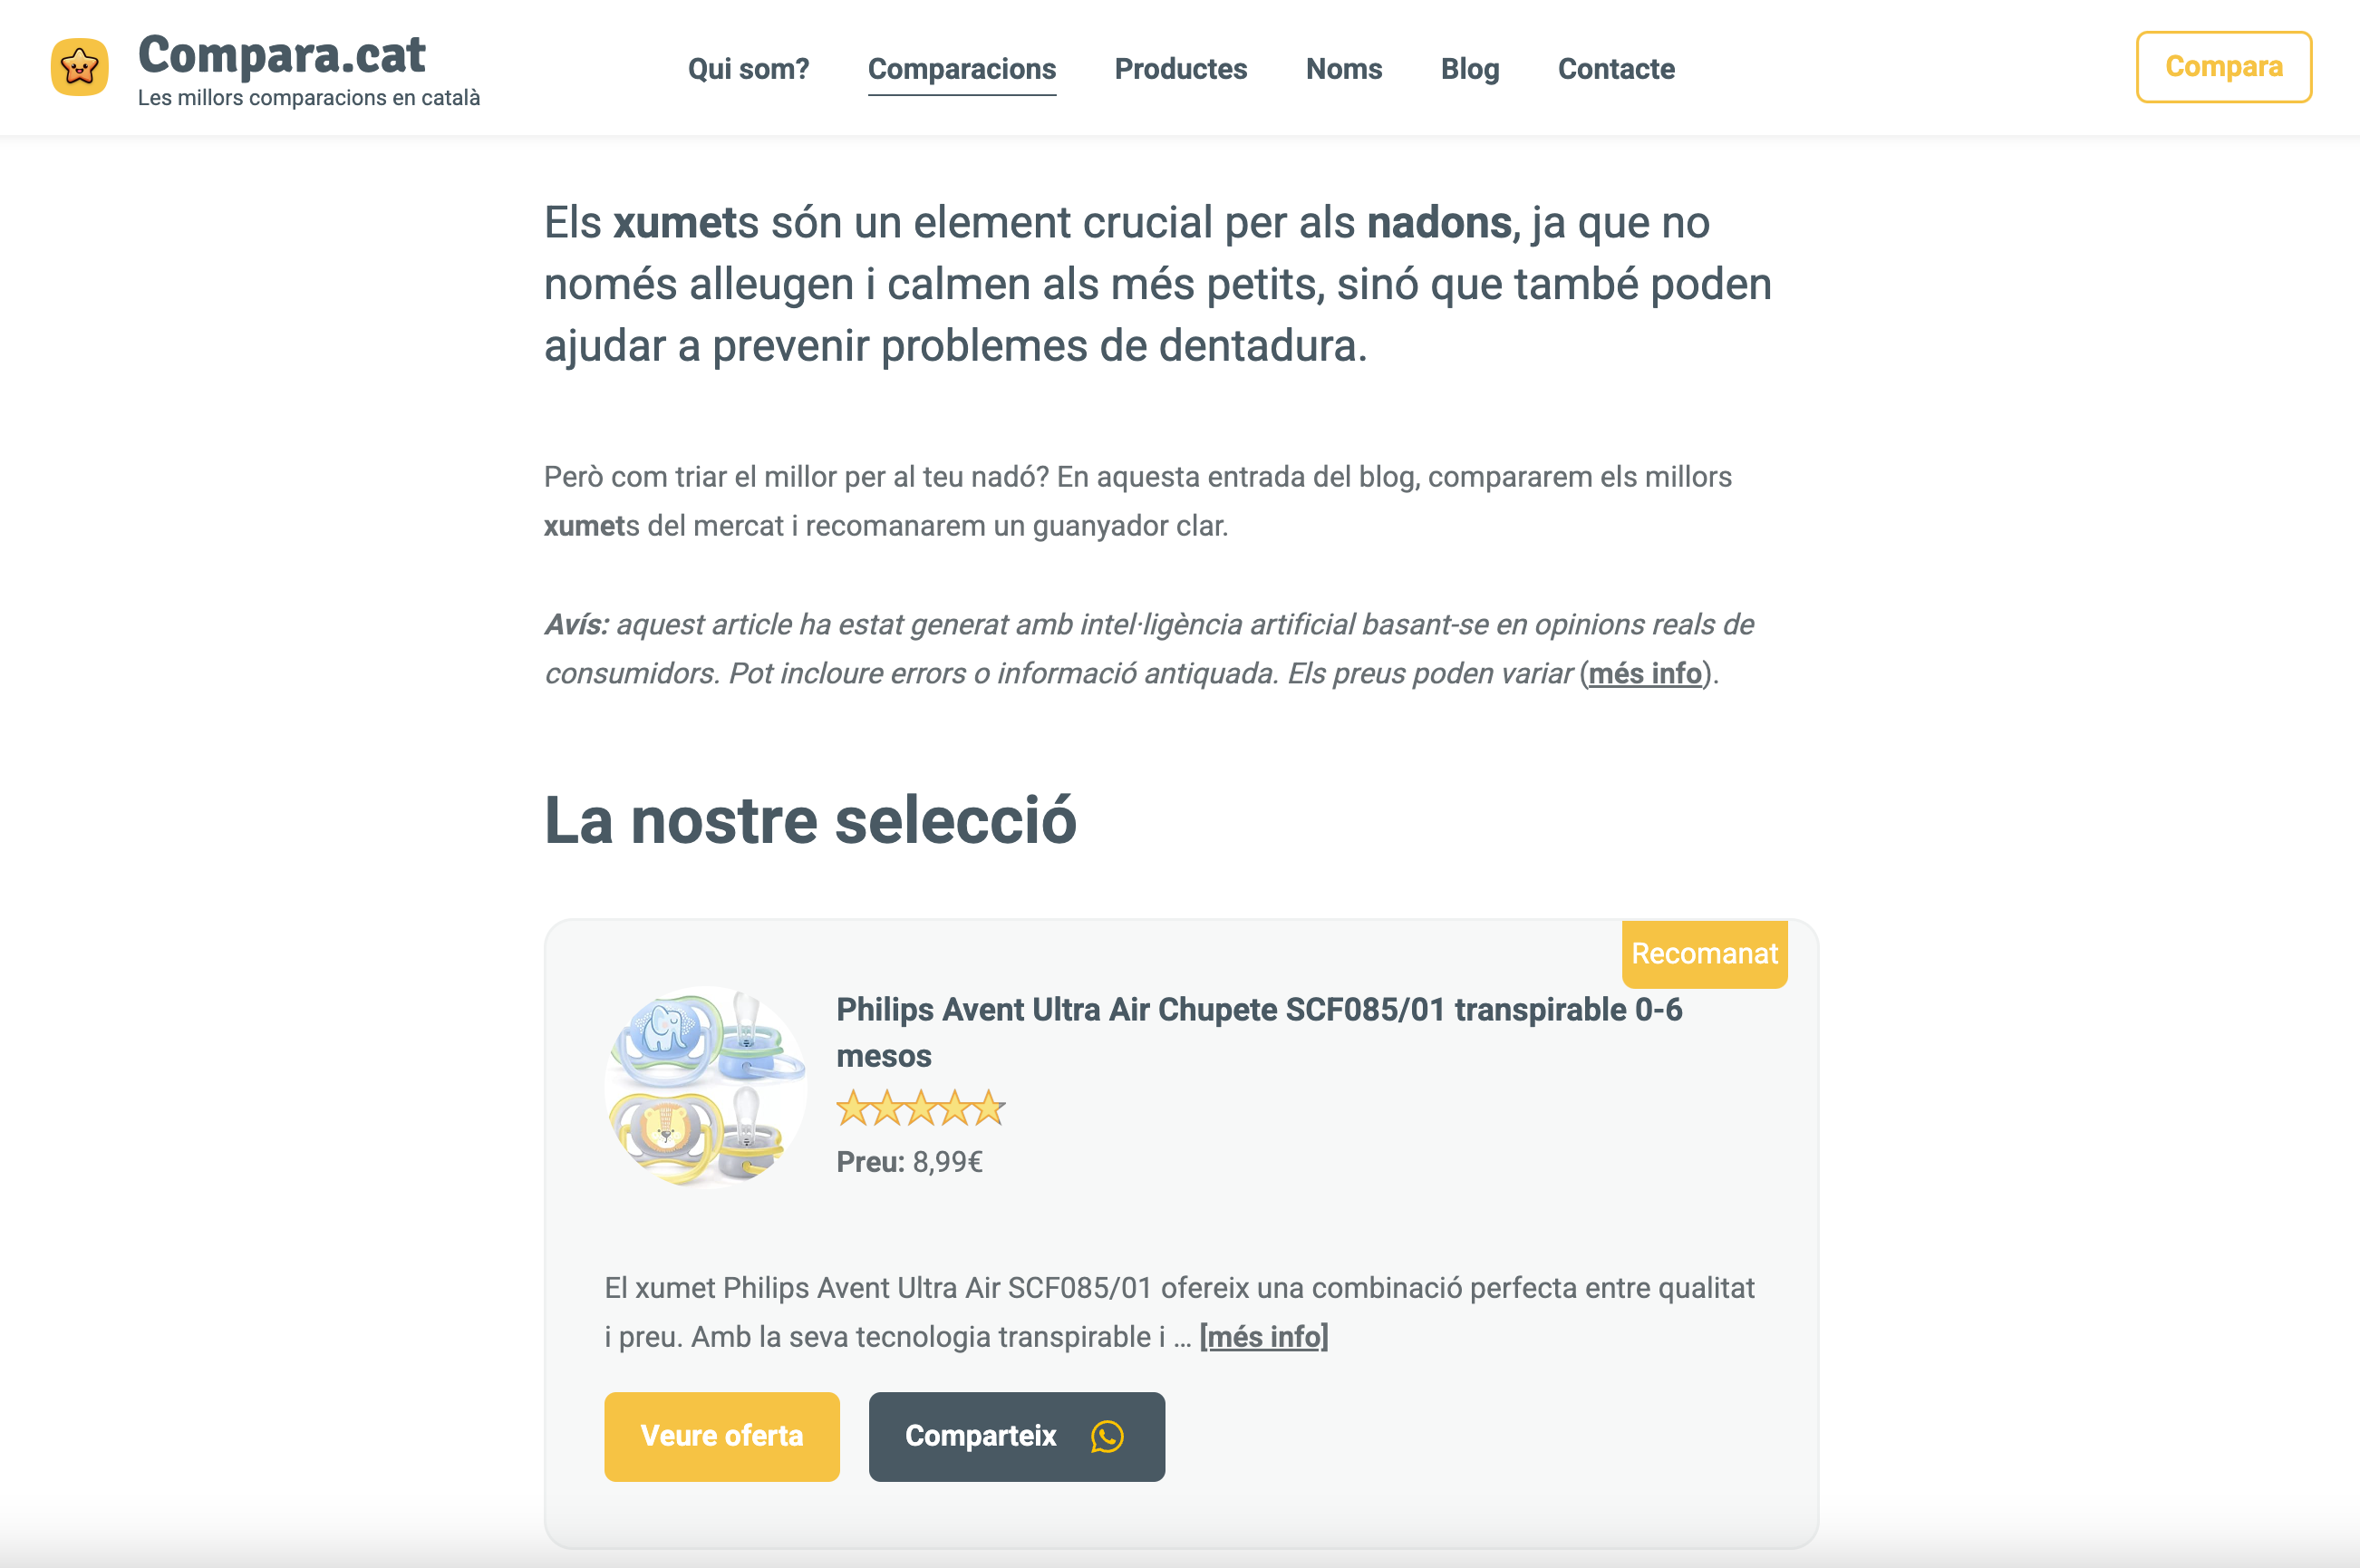 Compara.cat
Les millors comparacions en català
Qui som?
Comparacions
Productes
Noms
Blog
Contacte
Compara
Els xumets són un element crucial per als nadons, ja que no
només alleugen i calmen als més petits, sinó que també poden
ajudar a prevenir problemes de dentadura.
Però com triar el millor per al teu nadó? En aquesta entrada del blog, compararem els millors
xumets del mercat i recomanarem un guanyador clar.
Avís: aquest article ha estat generat amb intel·ligència artificial basant-se en opinions reals de
consumidors. Pot incloure errors o informació antiquada. Els preus poden variar (més info).
La nostre selecció
Recomanat
Philips Avent Ultra Air Chupete SCF085/01 transpirable 0-6
mesos
Preu: 8,99€
El xumet Philips Avent Ultra Air SCF085/01 ofereix una combinació perfecta entre qualitat
i preu. Amb la seva tecnologia transpirable i ... [més info]
Veure oferta
Comparteix